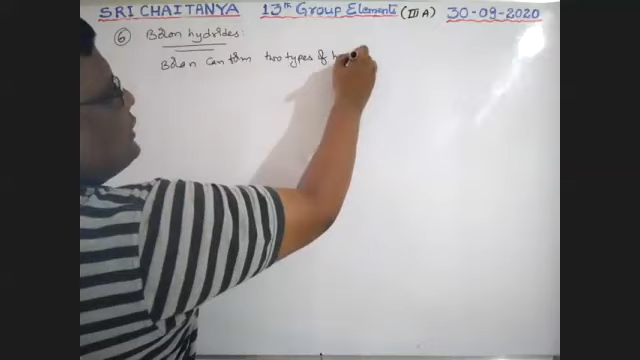 SRI CHAITANYA 13th Group Elements (III A) 30-09-2020
⑥ Boron hydrides:
Boron can form two types of h